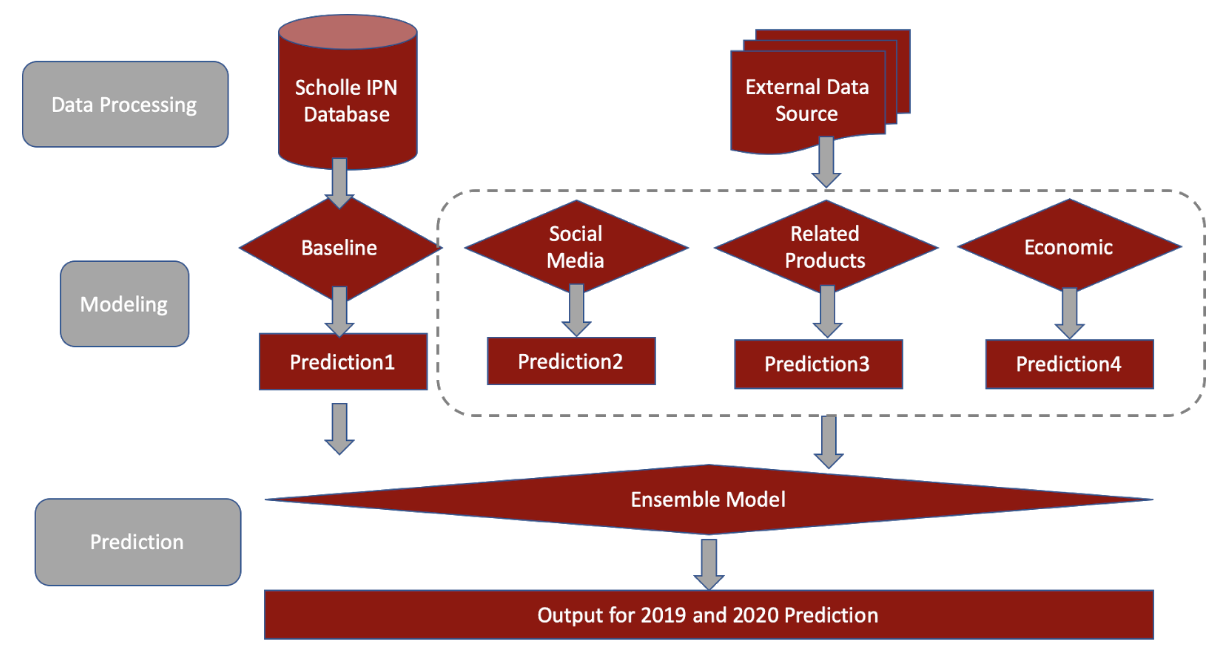 Data Processing
Scholle IPN
Database
External Data
Source
Modeling
Baseline
Social
Media
Related
Products
Economic
Prediction1
Prediction2
Prediction3
Prediction4
Prediction
Ensemble Model
Output for 2019 and 2020 Prediction